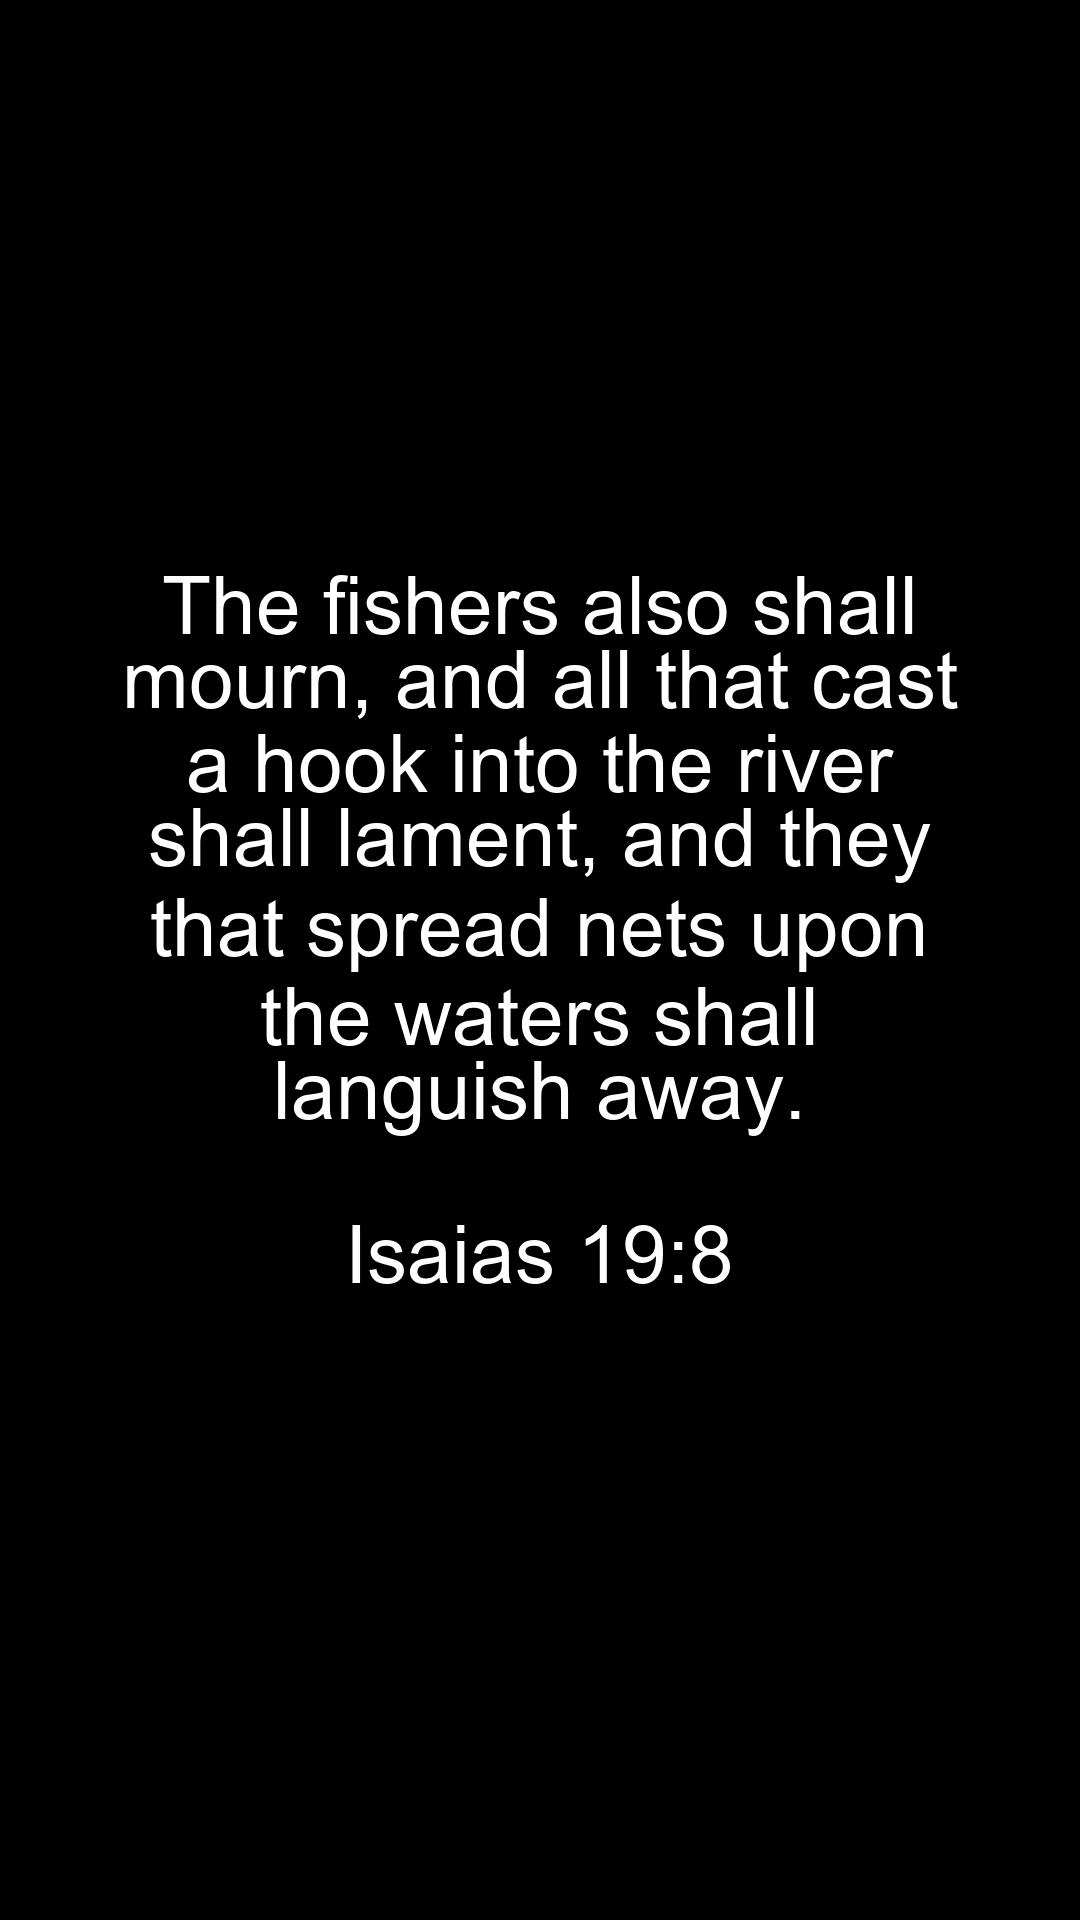 The fishers also shall
mourn, and all that cast
a hook into the river
shall lament, and they
that spread nets upon
the waters shall
languish away.
Isaias 19:8